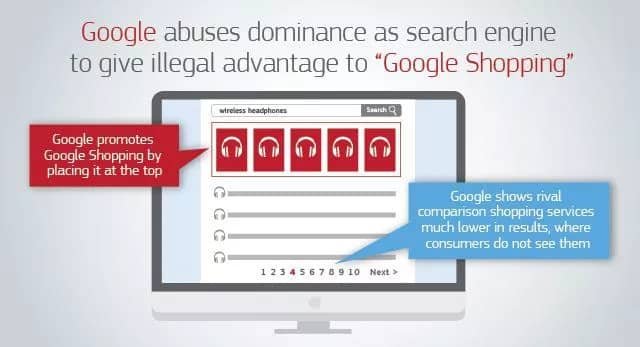 Google abuses dominance as search engine
to give illegal advantage to “Google Shopping”
wireless headphones
Search
Google promotes
Google Shopping by
placing it at the top
Google shows rival
comparison shopping services
much lower in results, where
consumers do not see them
1 2 3 4 5 6 7 8 9 10 Next >